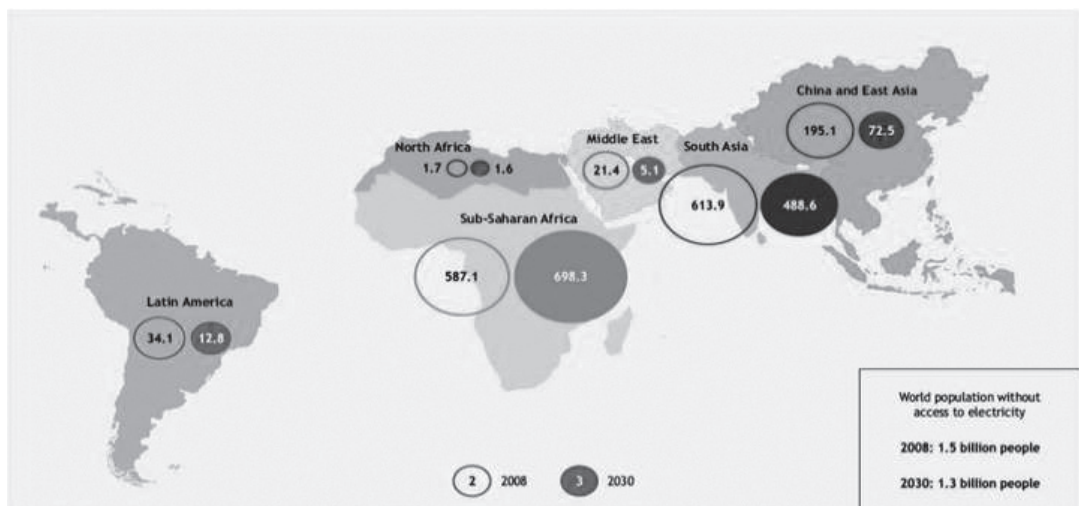 China and East Asia
195.1 72.5
North Africa
1.7 1.6
Middle East
21.4 5.1
South Asia
613.9 488.6
Sub-Saharan Africa
587.1 698.3
Latin America
34.1 12.8
World population without
access to electricity
2008: 1.5 billion people
2030: 1.3 billion people
2 2008 3 2030